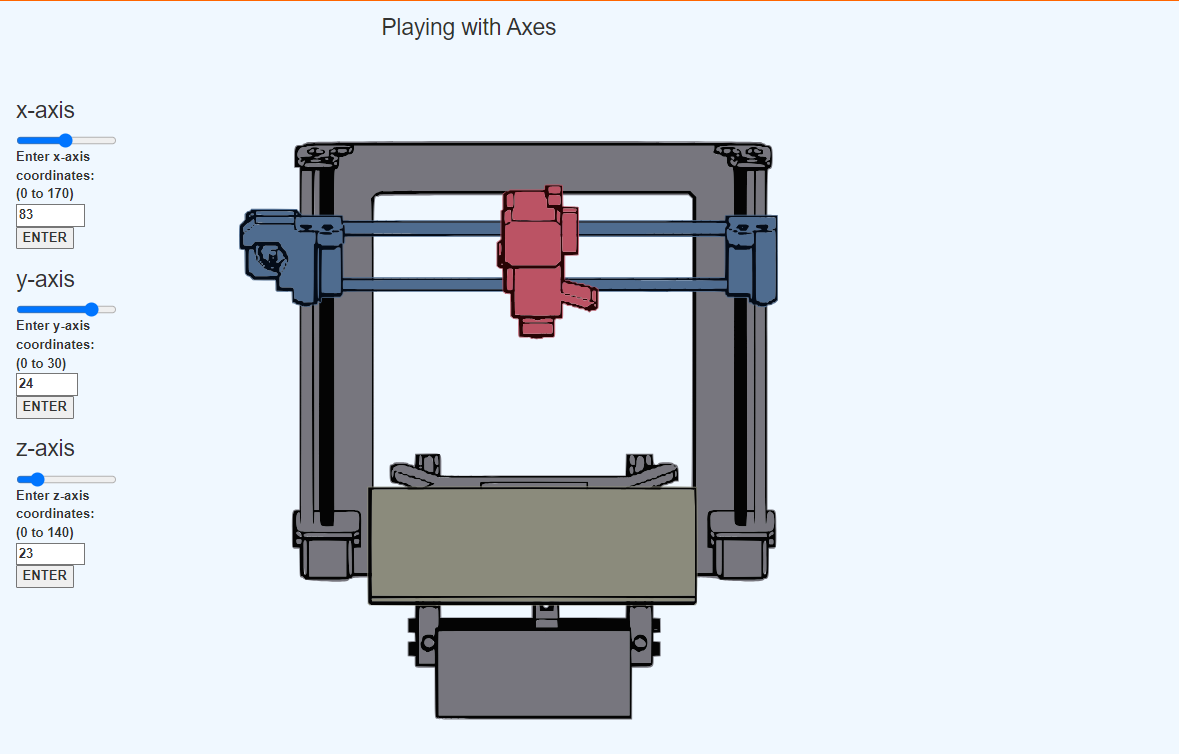 Playing with Axes
x-axis
Enter x-axis
coordinates:
(0 to 170)
83
ENTER
y-axis
Enter y-axis
coordinates:
(0 to 30)
24
ENTER
z-axis
Enter z-axis
coordinates:
(0 to 140)
23
ENTER